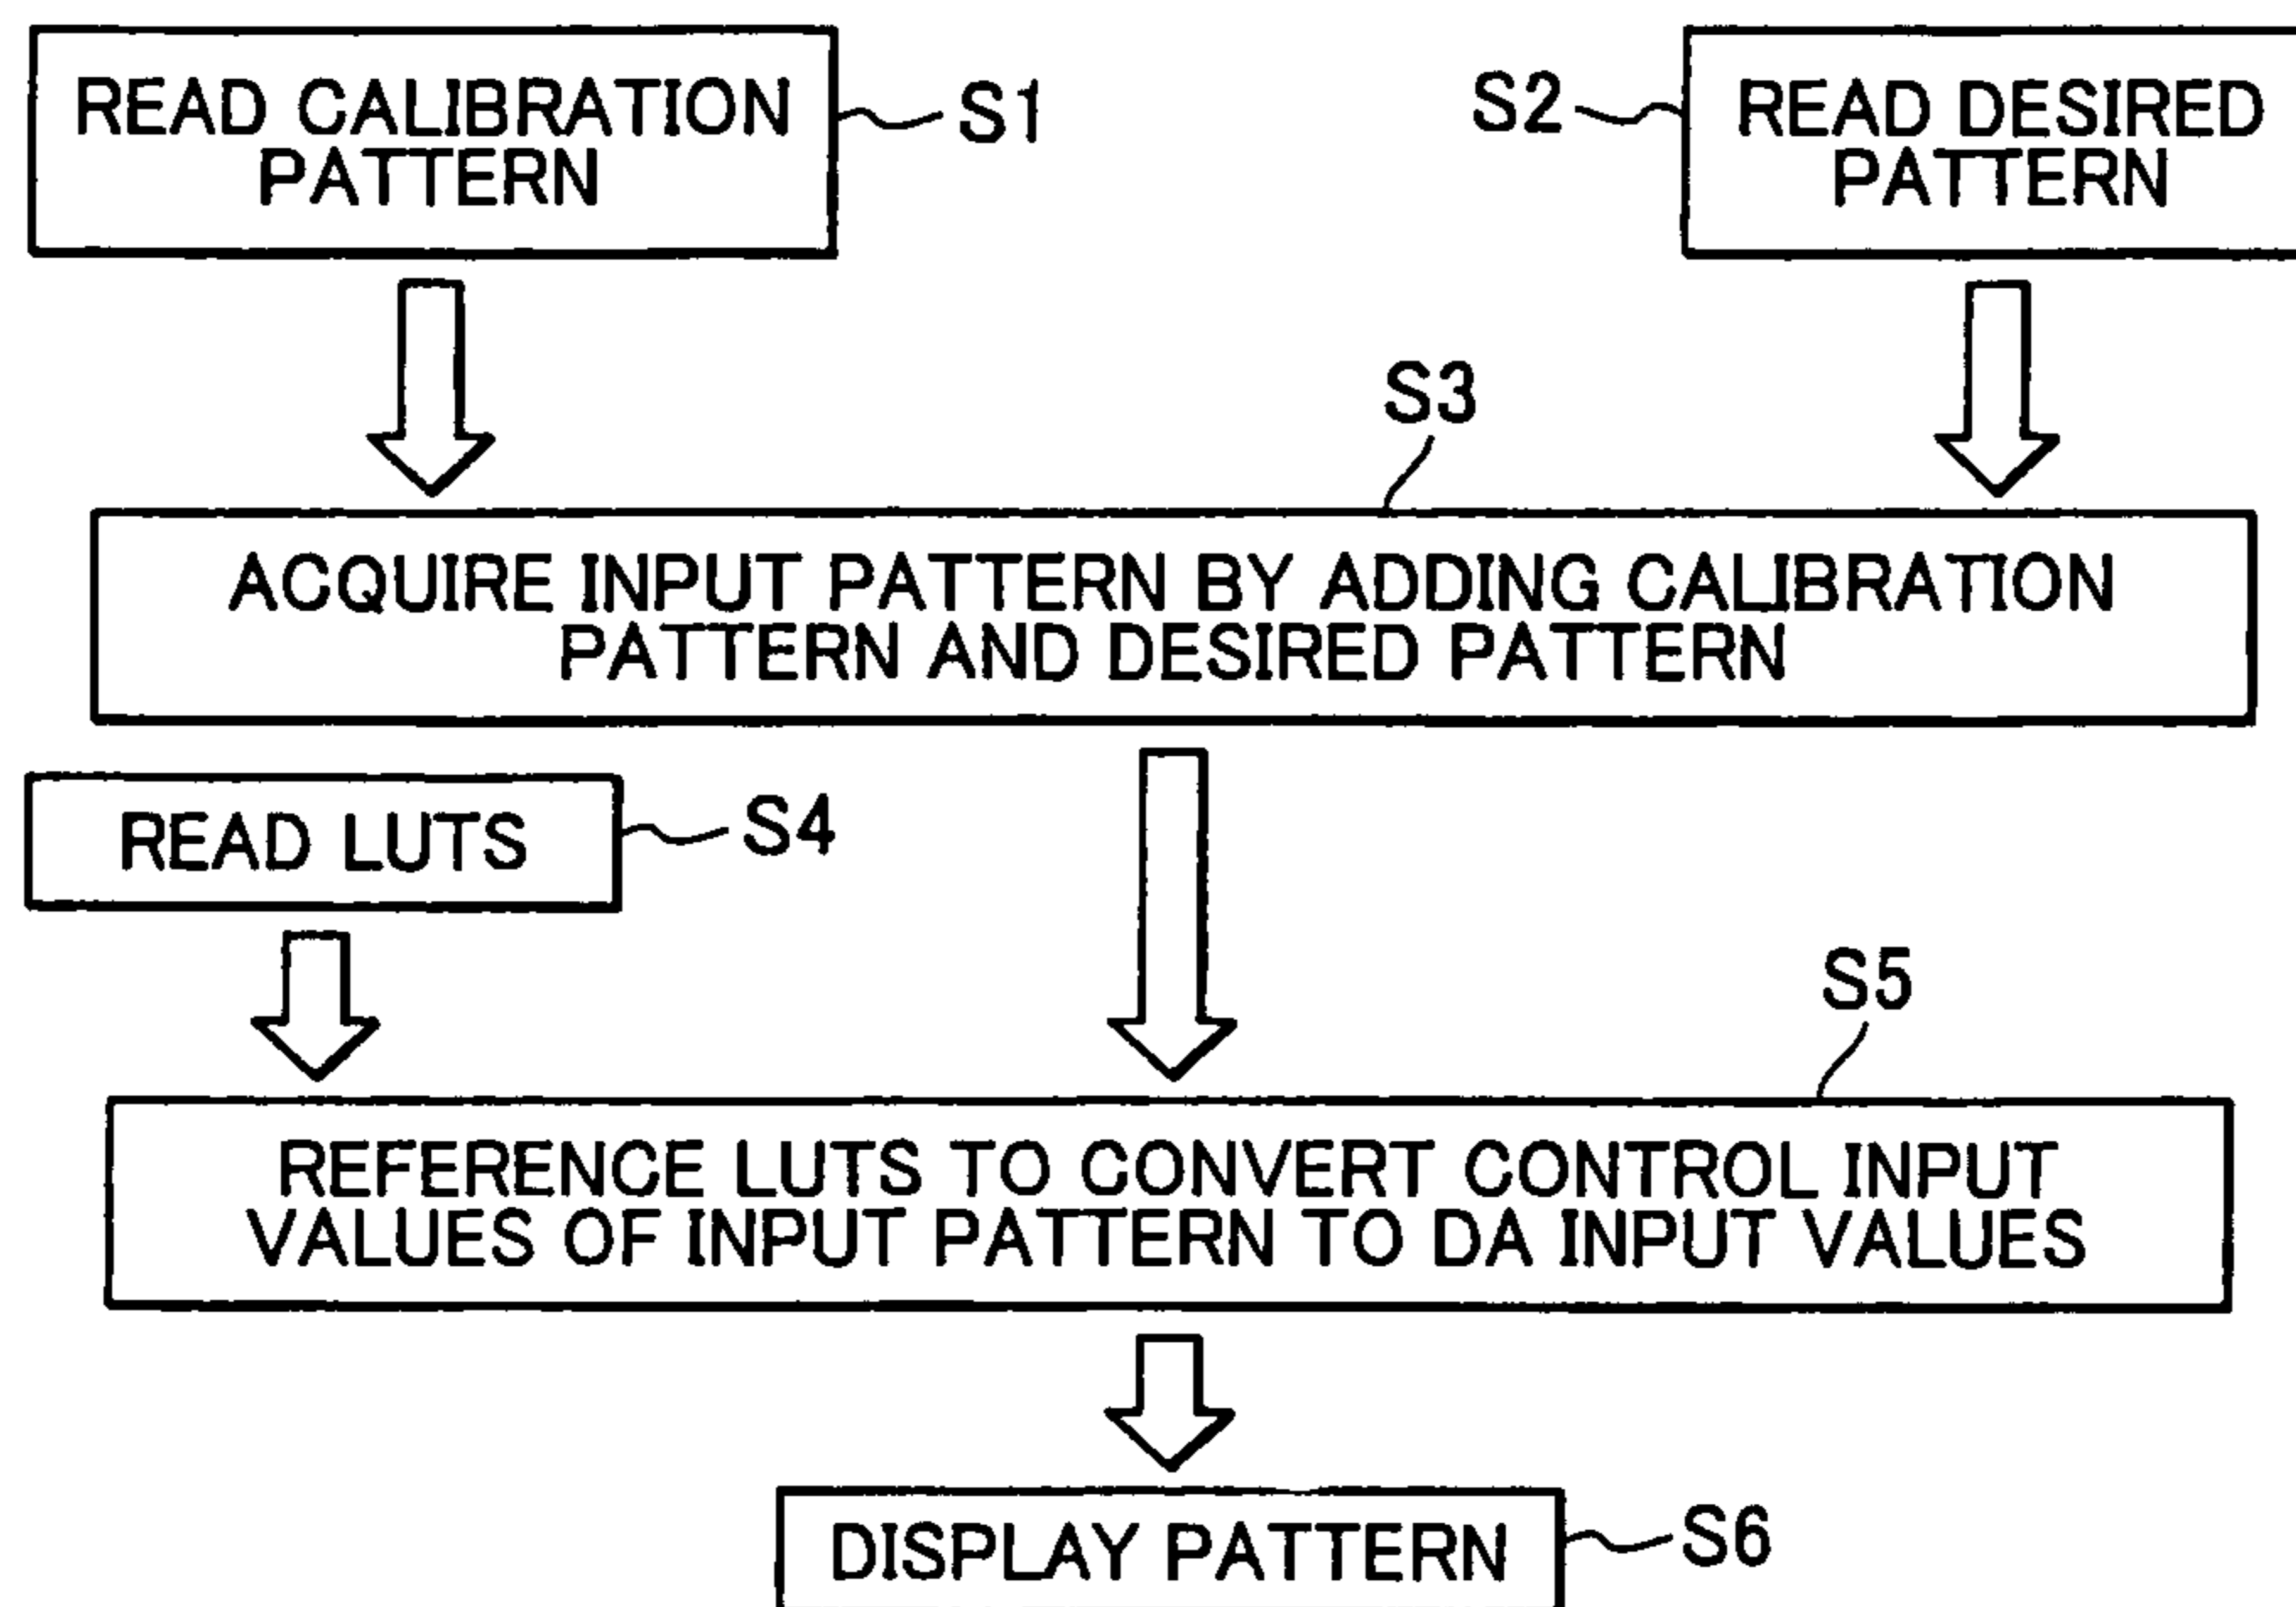 READ CALIBRATION
PATTERN
S1
S2
READ DESIRED
PATTERN
S3
ACQUIRE INPUT PATTERN BY ADDING CALIBRATION
PATTERN AND DESIRED PATTERN
READ LUTS
S4
S5
REFERENCE LUTS TO CONVERT CONTROL INPUT
VALUES OF INPUT PATTERN TO DA INPUT VALUES
DISPLAY PATTERN
S6